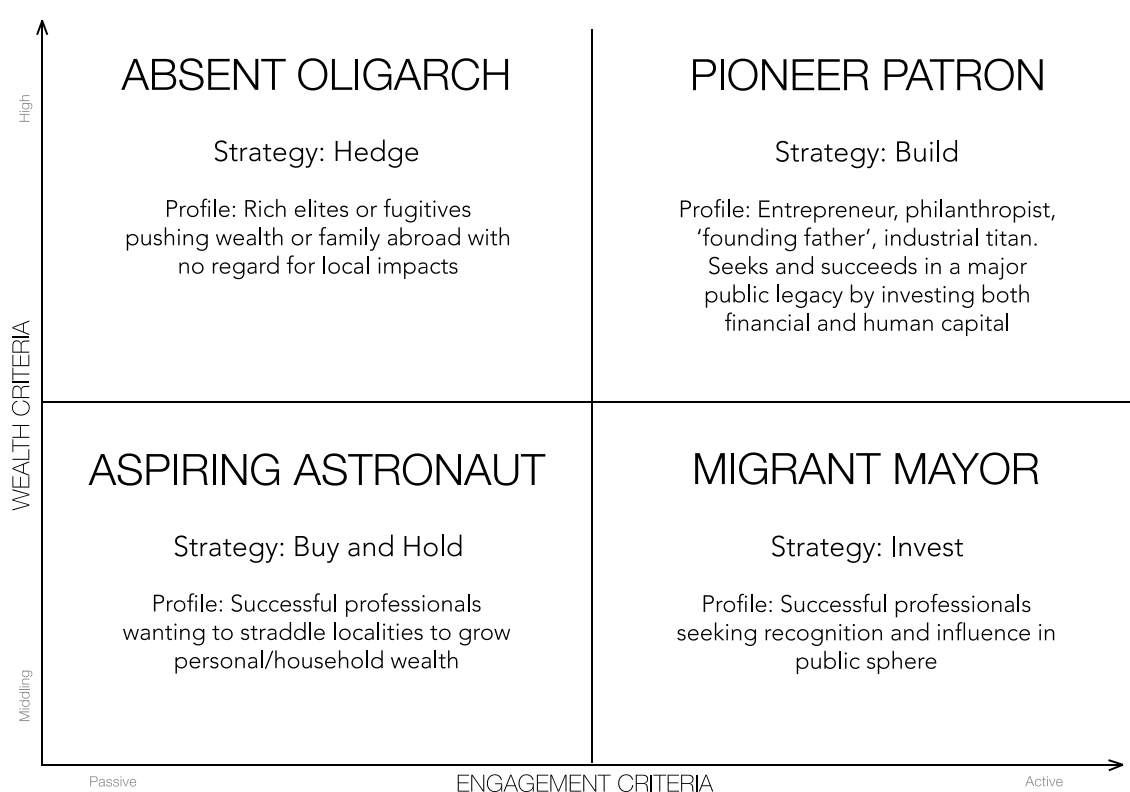 High
WEALTH CRITERIA
Middling
ABSENT OLIGARCH
Strategy: Hedge
Profile: Rich elites or fugitives
pushing wealth or family abroad with
no regard for local impacts
PIONEER PATRON
Strategy: Build
Profile: Entrepreneur, philanthropist,
‘founding father’, industrial titan.
Seeks and succeeds in a major
public legacy by investing both
financial and human capital
ASPIRING ASTRONAUT
Strategy: Buy and Hold
Profile: Successful professionals
wanting to straddle localities to grow
personal/household wealth
MIGRANT MAYOR
Strategy: Invest
Profile: Successful professionals
seeking recognition and influence in
public sphere
Passive
ENGAGEMENT CRITERIA
Active